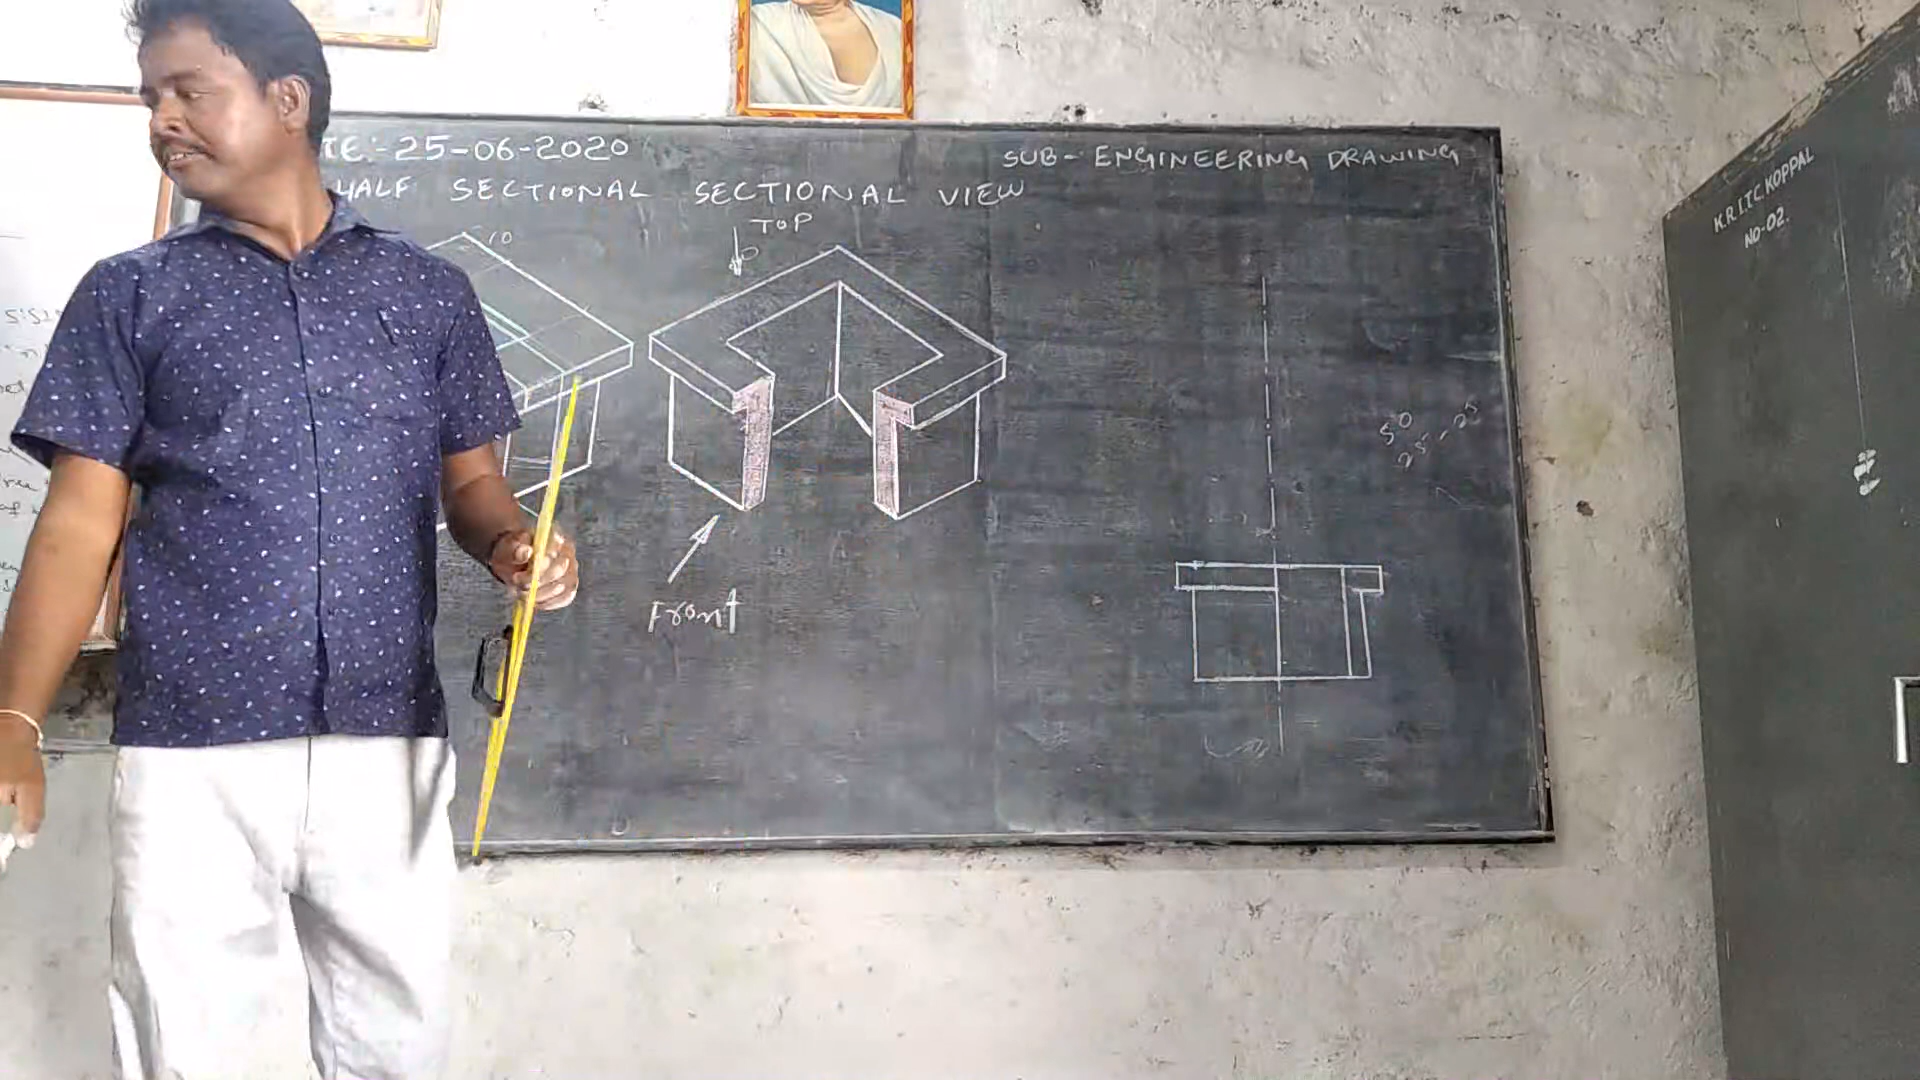 TE:-25-06-2020
SUB- ENGINEERING DRAWING
HALF SECTIONAL SECTIONAL VIEW
TOP
10
Front
50
25-25
K.R.I.T.C.KOPPAL
NO-02.